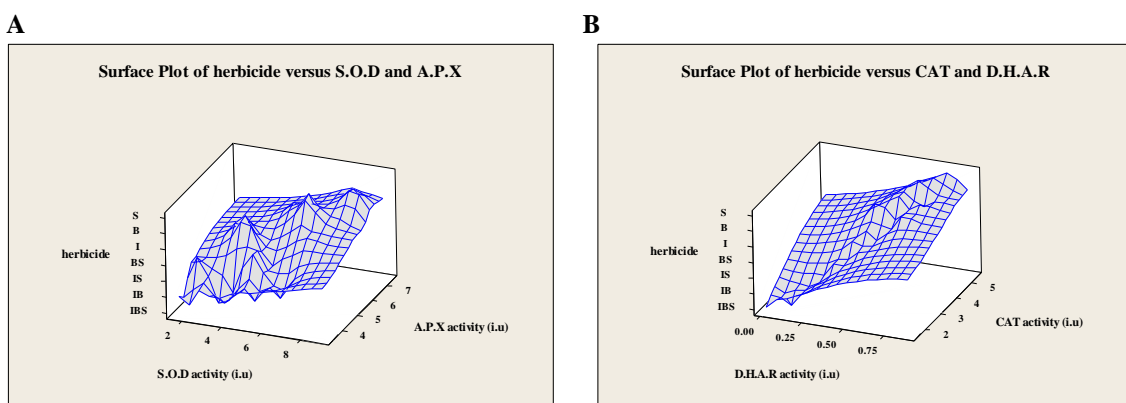 A
Surface Plot of herbicide versus S.O.D and A.P.X
S
B
I
BS
IS
IB
IBS
herbicide
2 4 6 8
S.O.D activity (i.u)
4 5 6 7
A.P.X activity (i.u)
B
Surface Plot of herbicide versus CAT and D.H.A.R
S
B
I
BS
IS
IB
IBS
herbicide
0.00 0.25 0.50 0.75
D.H.A.R activity (i.u)
2 3 4 5
CAT activity (i.u)